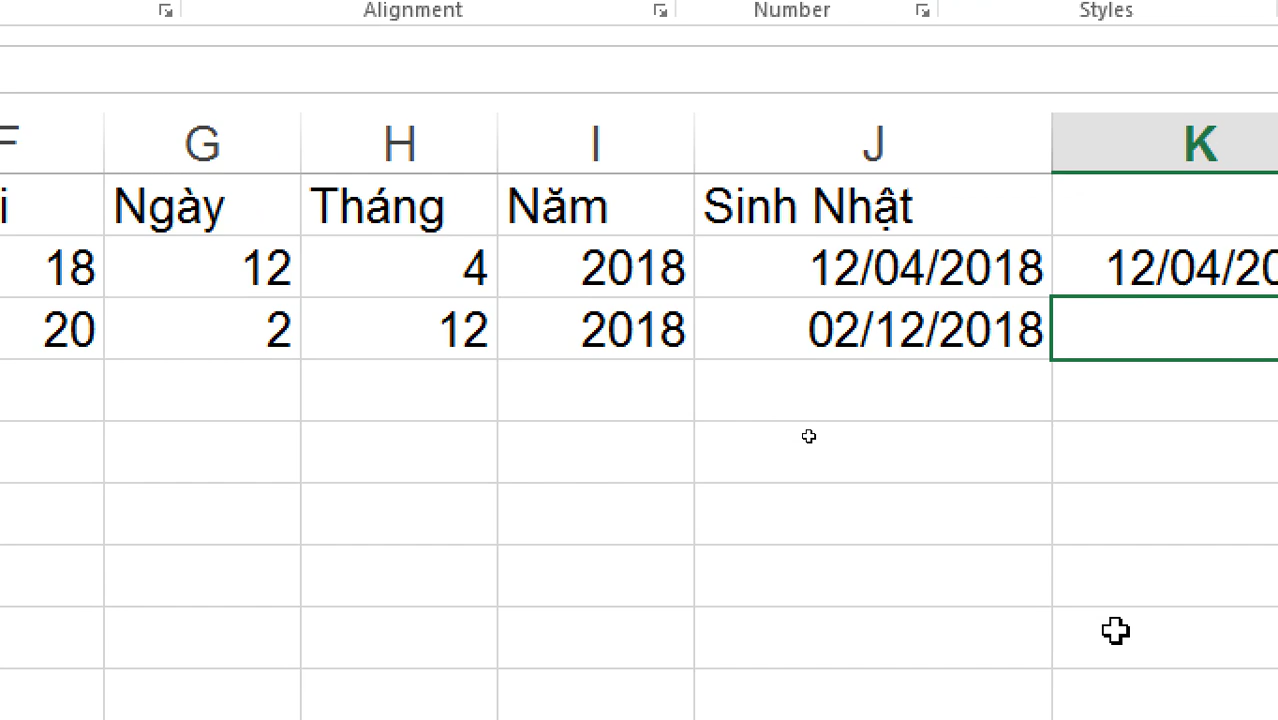 Alignment Number Styles
F G H I J K
i Ngày Tháng Năm Sinh Nhật
18 12 4 2018 12/04/2018 12/04/20
20 2 12 2018 02/12/2018